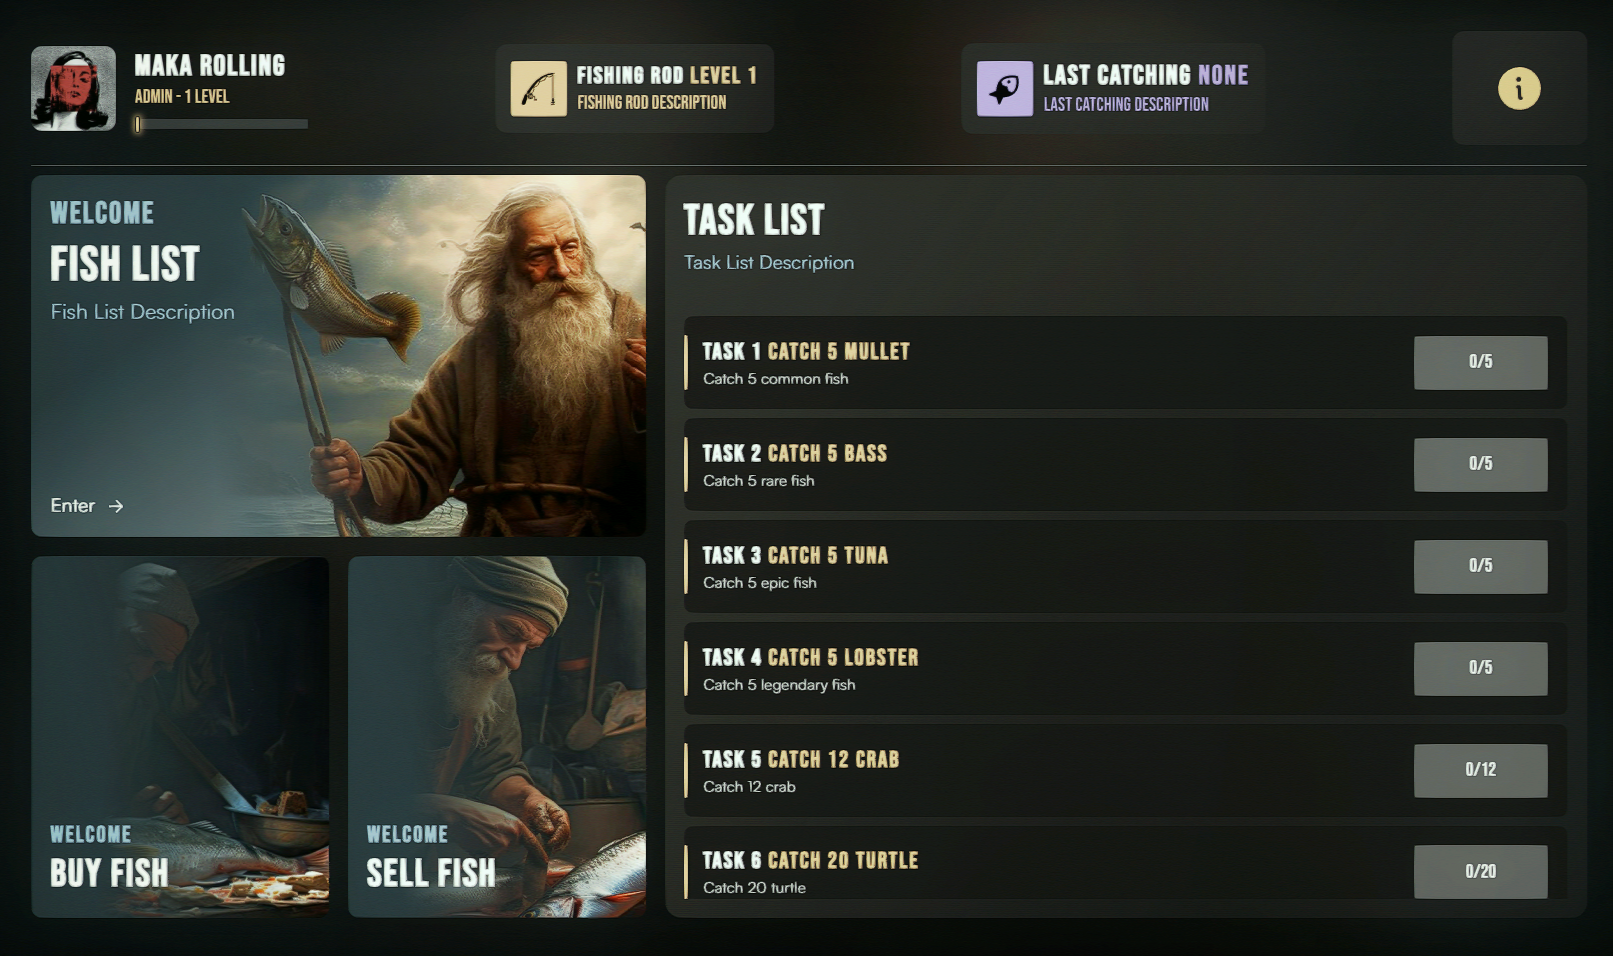 MAKA ROLLING
ADMIN - 1 LEVEL
FISHING ROD LEVEL 1
FISHING ROD DESCRIPTION
LAST CATCHING NONE
LAST CATCHING DESCRIPTION
i
WELCOME
FISH LIST
Fish List Description
Enter →
WELCOME
BUY FISH
WELCOME
SELL FISH
TASK LIST
Task List Description
TASK 1 CATCH 5 MULLET
Catch 5 common fish
0/5
TASK 2 CATCH 5 BASS
Catch 5 rare fish
0/5
TASK 3 CATCH 5 TUNA
Catch 5 epic fish
0/5
TASK 4 CATCH 5 LOBSTER
Catch 5 legendary fish
0/5
TASK 5 CATCH 12 CRAB
Catch 12 crab
0/12
TASK 6 CATCH 20 TURTLE
Catch 20 turtle
0/20